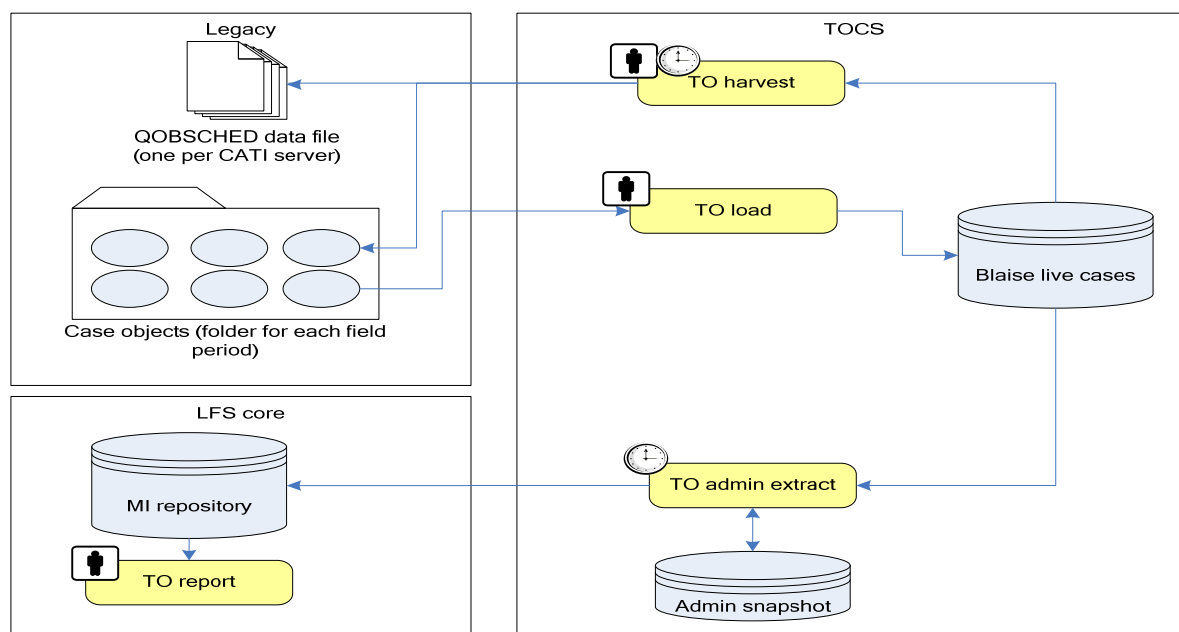 Legacy
QOBSCHED data file
(one per CATI server)
Case objects (folder for each field
period)
TOCS
TO harvest
TO load
Blaise live cases
LFS core
MI repository
TO report
TO admin extract
Admin snapshot